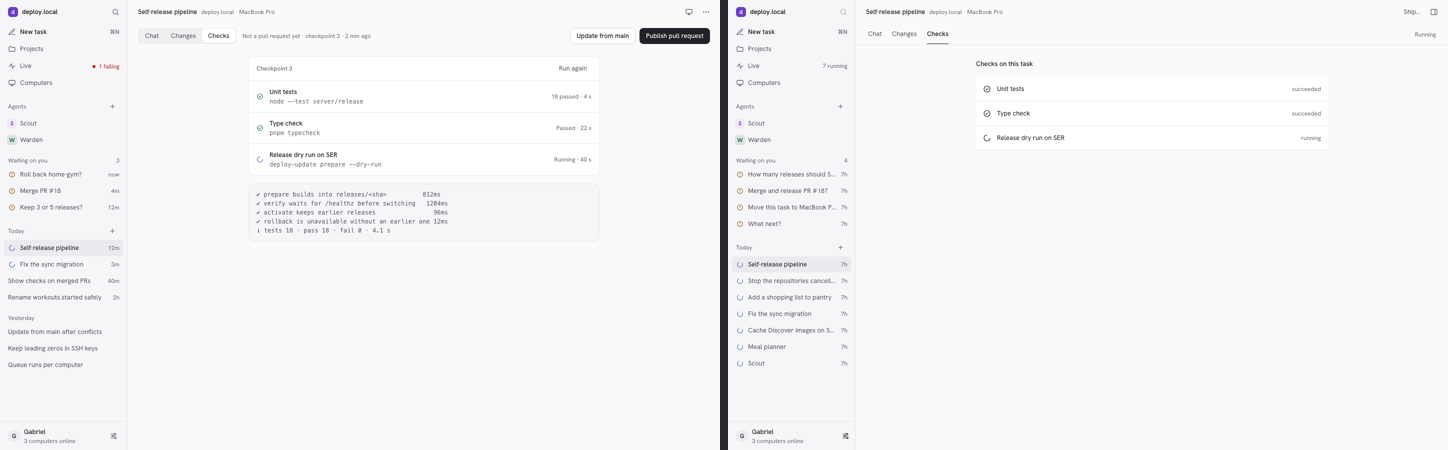 d deploy.local
New task ⌘N
Projects
Live 1 failing
Computers
Agents
S Scout
W Warden
Waiting on you 3
Roll back home-gym? now
Merge PR #18 4m
Keep 3 or 5 releases? 12m
Today
Self-release pipeline 12m
Fix the sync migration 3m
Show checks on merged PRs 40m
Rename workouts.started safely 2h
Yesterday
Update from main after conflicts
Keep leading zeros in SSH keys
Queue runs per computer
G Gabriel
3 computers online
Self-release pipeline deploy.local · MacBook Pro
Chat Changes Checks Not a pull request yet · checkpoint 3 · 2 min ago Update from main Publish pull request
Checkpoint 3 Run again
Unit tests
node --test server/release
18 passed · 4 s
Type check
pnpm typecheck
Passed · 22 s
Release dry run on SER
deploy-update prepare --dry-run
Running · 40 s
✔ prepare builds into releases/<sha> 812ms
✔ verify waits for /healthz before switching 1204ms
✔ activate keeps earlier releases 96ms
✔ rollback is unavailable without an earlier one 12ms
ℹ tests 18 · pass 18 · fail 0 · 4.1 s
d deploy.local
New task ⌘N
Projects
Live 7 running
Computers
Agents
S Scout
W Warden
Waiting on you 4
How many releases should S... 7h
Merge and release PR #18? 7h
Move this task to MacBook P... 7h
What next? 7h
Today
Self-release pipeline 7h
Stop the repositories cancell... 7h
Add a shopping list to pantry 7h
Fix the sync migration 7h
Cache Discover images on S... 7h
Meal planner 7h
Scout 7h
G Gabriel
3 computers online
Self-release pipeline deploy.local · MacBook Pro Ship...
Chat Changes Checks Running
Checks on this task
Unit tests succeeded
Type check succeeded
Release dry run on SER running